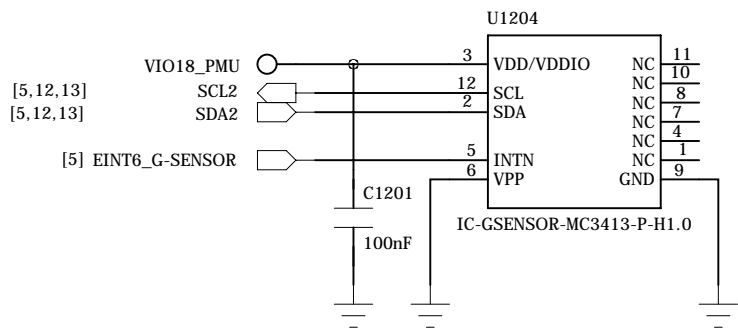 U1204
VIO18_PMU 3 VDD/VDDIO NC 11
[5,12,13] SCL2 12 SCL NC 10
[5,12,13] SDA2 2 SDA NC 8
NC 7
NC 4
[5] EINT6_G-SENSOR 5 INTN NC 1
6 VPP GND 9
C1201
IC-GSENSOR-MC3413-P-H1.0
100nF